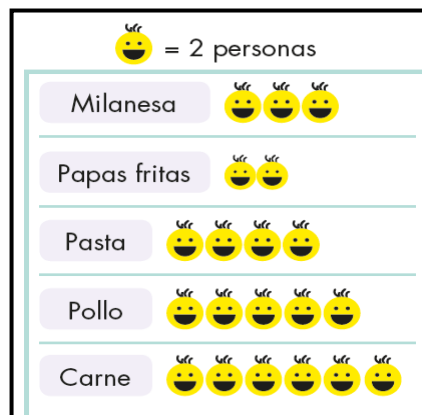 = 2 personas
Milanesa
Papas fritas
Pasta
Pollo
Carne